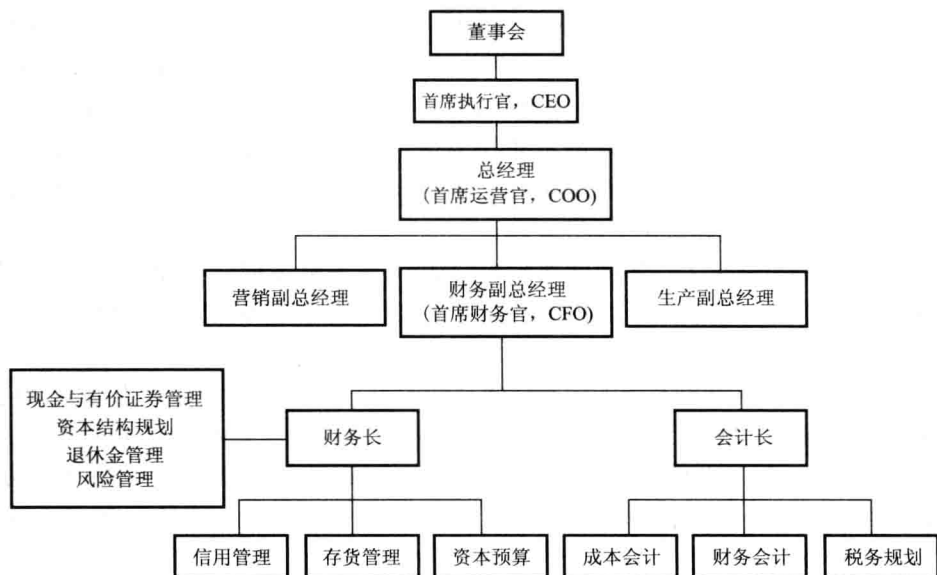 董事会
首席执行官，CEO
总经理
(首席运营官，COO)
营销副总经理
财务副总经理
(首席财务官，CFO)
生产副总经理
现金与有价证券管理
资本结构规划
退休金管理
风险管理
财务长
会计长
信用管理
存货管理
资本预算
成本会计
财务会计
税务规划